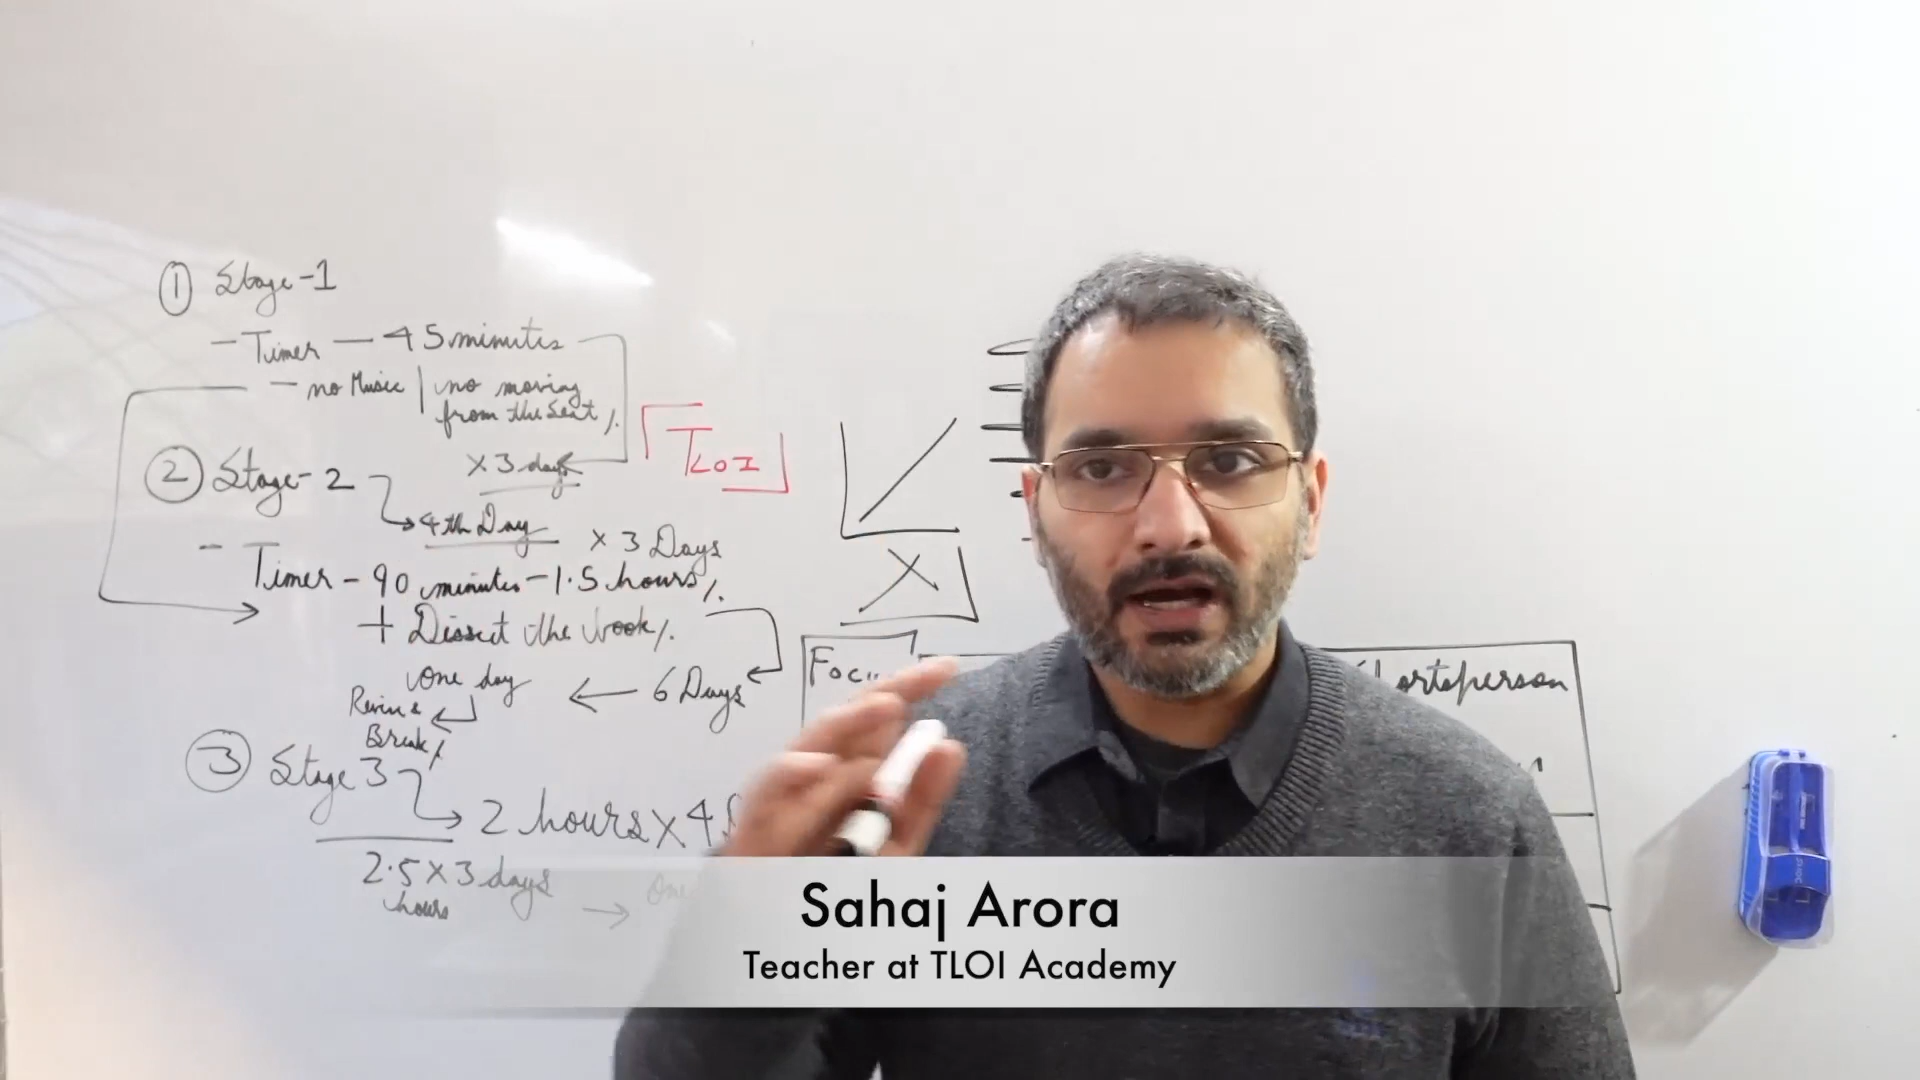 ① Stage-1
- Timer - 45 minutes
- no Music | no moving
from the Seat
× 3 days
TLOI
② Stage-2
4th Day × 3 Days
- Timer - 90 minutes - 1.5 hours
+ Dissect the book
one day ← 6 Days
Revise &
Break
③ Stage 3
2 hours × 4
2.5 × 3 days
hours
→
Sahaj Arora
Teacher at TLOI Academy